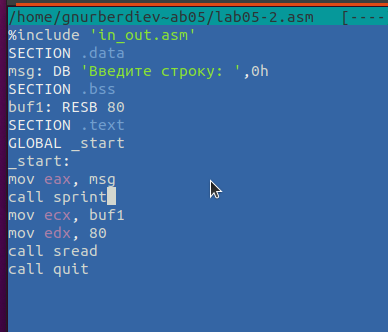 /home/gnurberdiev~ab05/lab05-2.asm [----
%include 'in_out.asm'
SECTION .data
msg: DB 'Введите строку: ',0h
SECTION .bss
buf1: RESB 80
SECTION .text
GLOBAL _start
_start:
mov eax, msg
call sprint
mov ecx, buf1
mov edx, 80
call sread
call quit